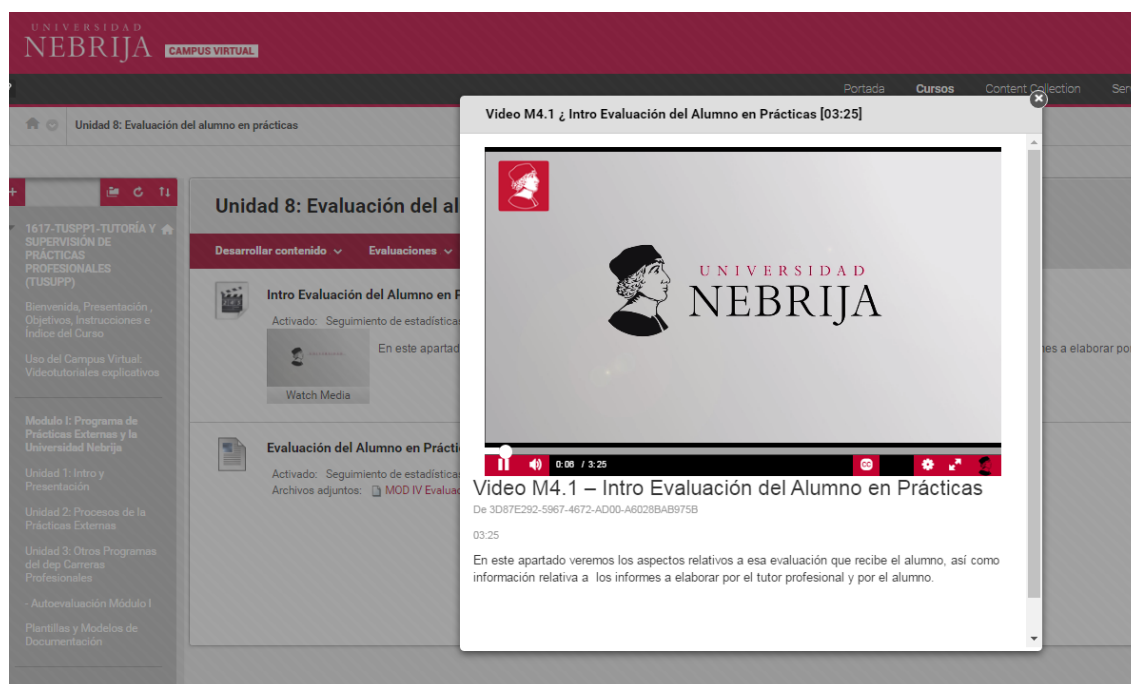 UNIVERSIDAD
NEBRIJA CAMPUS VIRTUAL
Portada Cursos Content Collection Ser
Unidad 8: Evaluación del alumno en prácticas
Video M4.1 ¿ Intro Evaluación del Alumno en Prácticas [03:25]
1617-TUSPP1-TUTORÍA Y
SUPERVISIÓN DE
PRÁCTICAS
PROFESIONALES
(TUSUPP)
Bienvenida, Presentación ,
Objetivos, Instrucciones e
Índice del Curso
Uso del Campus Virtual:
Videotutoriales explicativos
Modulo I: Programa de
Prácticas Externas y la
Universidad Nebrija
Unidad 1: Intro y
Presentación
Unidad 2: Procesos de la
Prácticas Externas
Unidad 3: Otros Programas
del dep Carreras
Profesionales
- Autoevaluación Módulo I
Plantillas y Modelos de
Documentación
Unidad 8: Evaluación del al
Desarrollar contenido Evaluaciones
Intro Evaluación del Alumno en P
Activado: Seguimiento de estadísticas
En este apartad
nes a elaborar por
Watch Media
Evaluación del Alumno en Prácti
Activado: Seguimiento de estadísticas
Archivos adjuntos: MOD IV Evaluac
UNIVERSIDAD
NEBRIJA
0:06 / 3:25
CC
Video M4.1 – Intro Evaluación del Alumno en Prácticas
De 3D87E292-5967-4672-AD00-A6028BAB975B
03:25
En este apartado veremos los aspectos relativos a esa evaluación que recibe el alumno, así como
información relativa a los informes a elaborar por el tutor profesional y por el alumno.